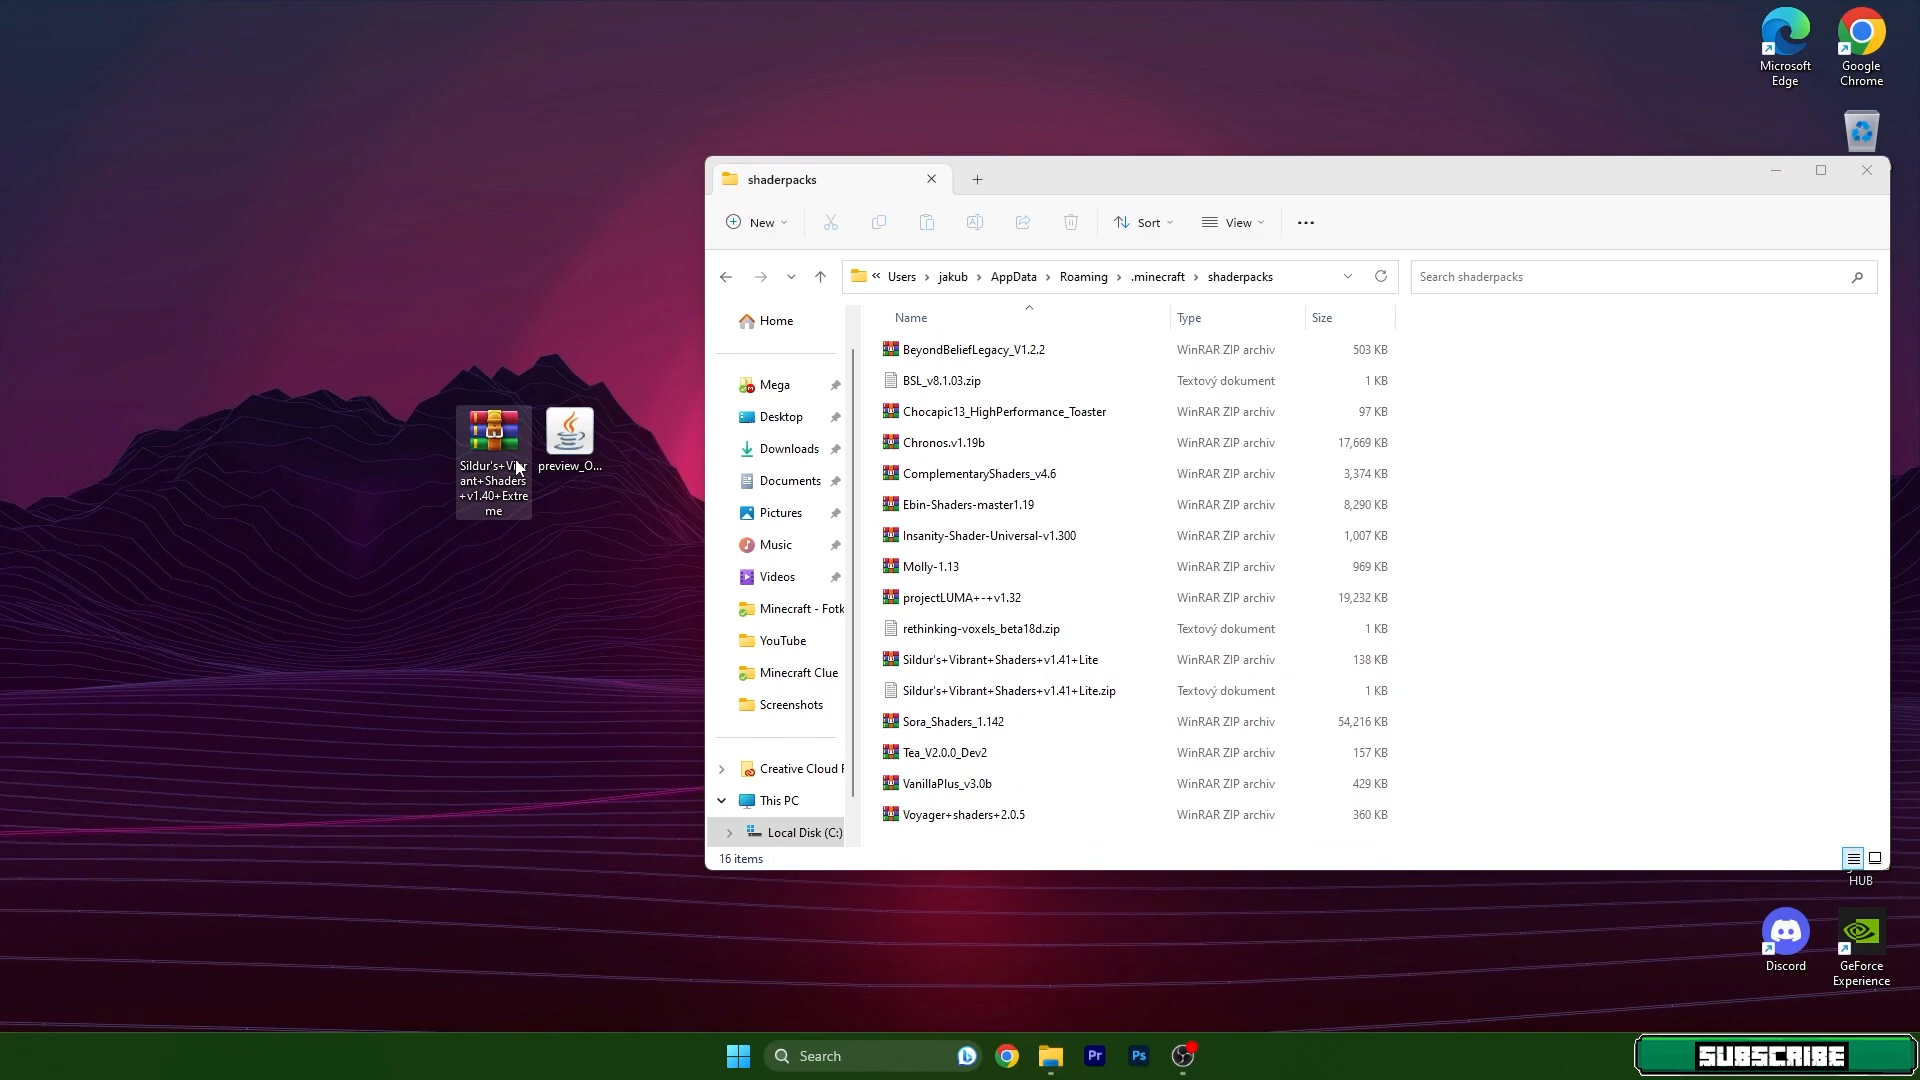 Microsoft
Edge
Google
Chrome
shaderpacks
New
Sort
View
Users
jakub
AppData
Roaming
.minecraft
shaderpacks
Search shaderpacks
Home
Mega
Desktop
Downloads
Documents
Pictures
Music
Videos
Minecraft - Fotk
YouTube
Minecraft Clue
Screenshots
Creative Cloud F
This PC
Local Disk (C:)
Name Type Size
BeyondBeliefLegacy_V1.2.2 WinRAR ZIP archiv 503 KB
BSL_v8.1.03.zip Textový dokument 1 KB
Chocapic13_HighPerformance_Toaster WinRAR ZIP archiv 97 KB
Chronos.v1.19b WinRAR ZIP archiv 17,669 KB
ComplementaryShaders_v4.6 WinRAR ZIP archiv 3,374 KB
Ebin-Shaders-master1.19 WinRAR ZIP archiv 8,290 KB
Insanity-Shader-Universal-v1.300 WinRAR ZIP archiv 1,007 KB
Molly-1.13 WinRAR ZIP archiv 969 KB
projectLUMA+-+v1.32 WinRAR ZIP archiv 19,232 KB
rethinking-voxels_beta18d.zip Textový dokument 1 KB
Sildur's+Vibrant+Shaders+v1.41+Lite WinRAR ZIP archiv 138 KB
Sildur's+Vibrant+Shaders+v1.41+Lite.zip Textový dokument 1 KB
Sora_Shaders_1.142 WinRAR ZIP archiv 54,216 KB
Tea_V2.0.0_Dev2 WinRAR ZIP archiv 157 KB
VanillaPlus_v3.0b WinRAR ZIP archiv 429 KB
Voyager+shaders+2.0.5 WinRAR ZIP archiv 360 KB
16 items
Sildur's+Vibr
ant+Shaders
+v1.40+Extre
me
preview_O...
HUB
Discord
GeForce
Experience
Search
Pr
Ps
SUBSCRIBE